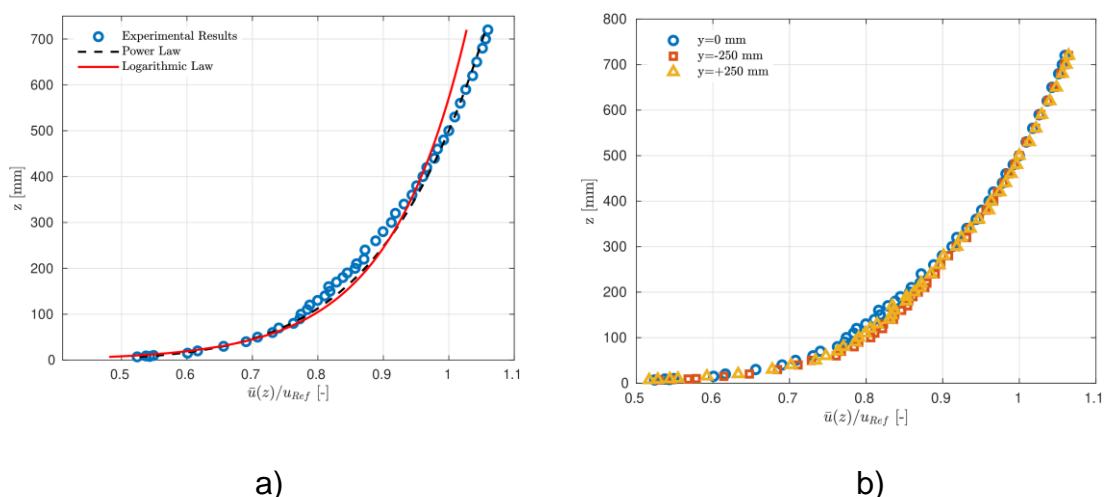 Experimental Results
Power Law
Logarithmic Law
700
600
500
400
300
200
100
0
z [mm]
0.5 0.6 0.7 0.8 0.9 1 1.1
ū(z)/u_Ref [-]
a)
y=0 mm
y=-250 mm
y=+250 mm
800
700
600
500
400
300
200
100
0
z [mm]
0.5 0.6 0.7 0.8 0.9 1 1.1
ū(z)/u_Ref [-]
b)